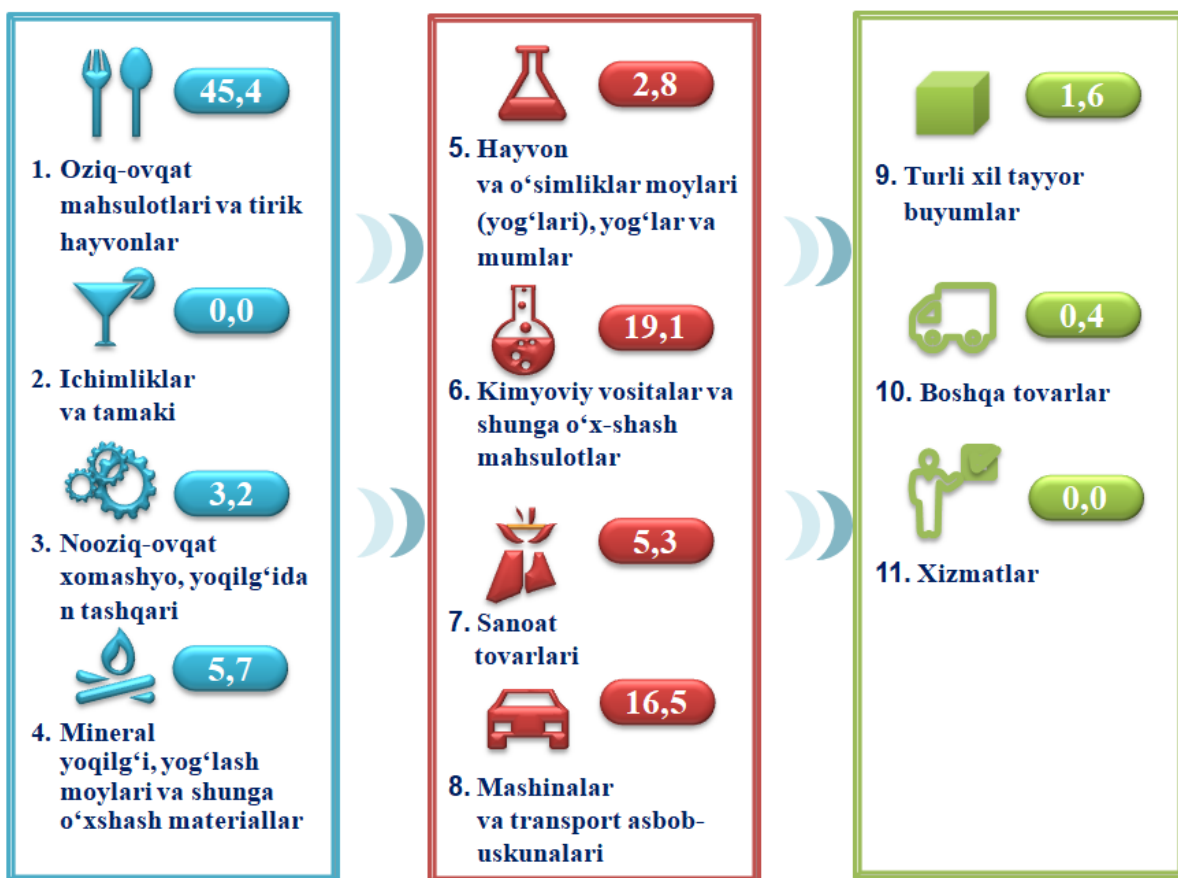 45,4
1. Oziq-ovqat
mahsulotlari va tirik
hayvonlar
0,0
2. Ichimliklar
va tamaki
3,2
3. Nooziq-ovqat
xomashyo, yoqilg‘ida
n tashqari
5,7
4. Mineral
yoqilg‘i, yog‘lash
moylari va shunga
o‘xshash materiallar
2,8
5. Hayvon
va o‘simliklar moylari
(yog‘lari), yog‘lar va
mumlar
19,1
6. Kimyoviy vositalar va
shunga o‘x-shash
mahsulotlar
5,3
7. Sanoat
tovarlari
16,5
8. Mashinalar
va transport asbob-
uskunalari
1,6
9. Turli xil tayyor
buyumlar
0,4
10. Boshqa tovarlar
0,0
11. Xizmatlar